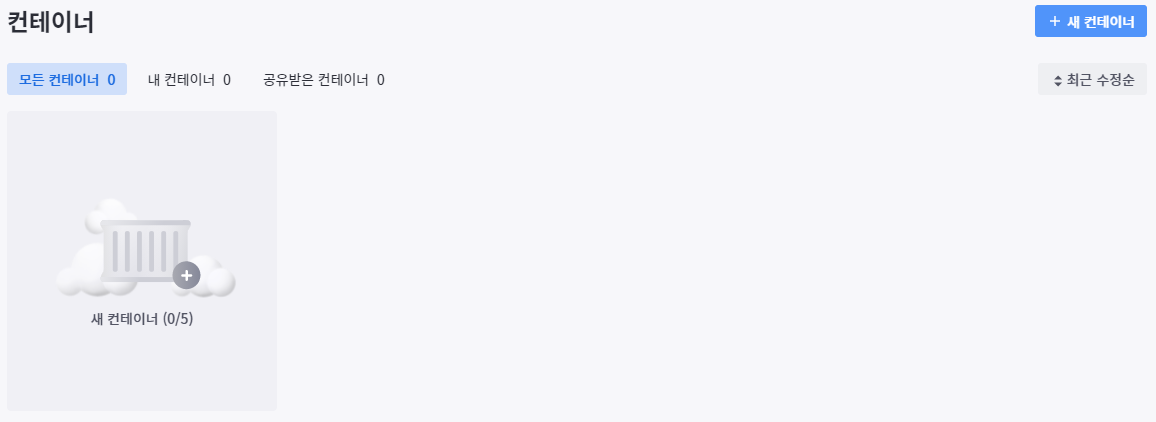 컨테이너
+ 새 컨테이너
모든 컨테이너 0 내 컨테이너 0 공유받은 컨테이너 0
최근 수정순
새 컨테이너 (0/5)